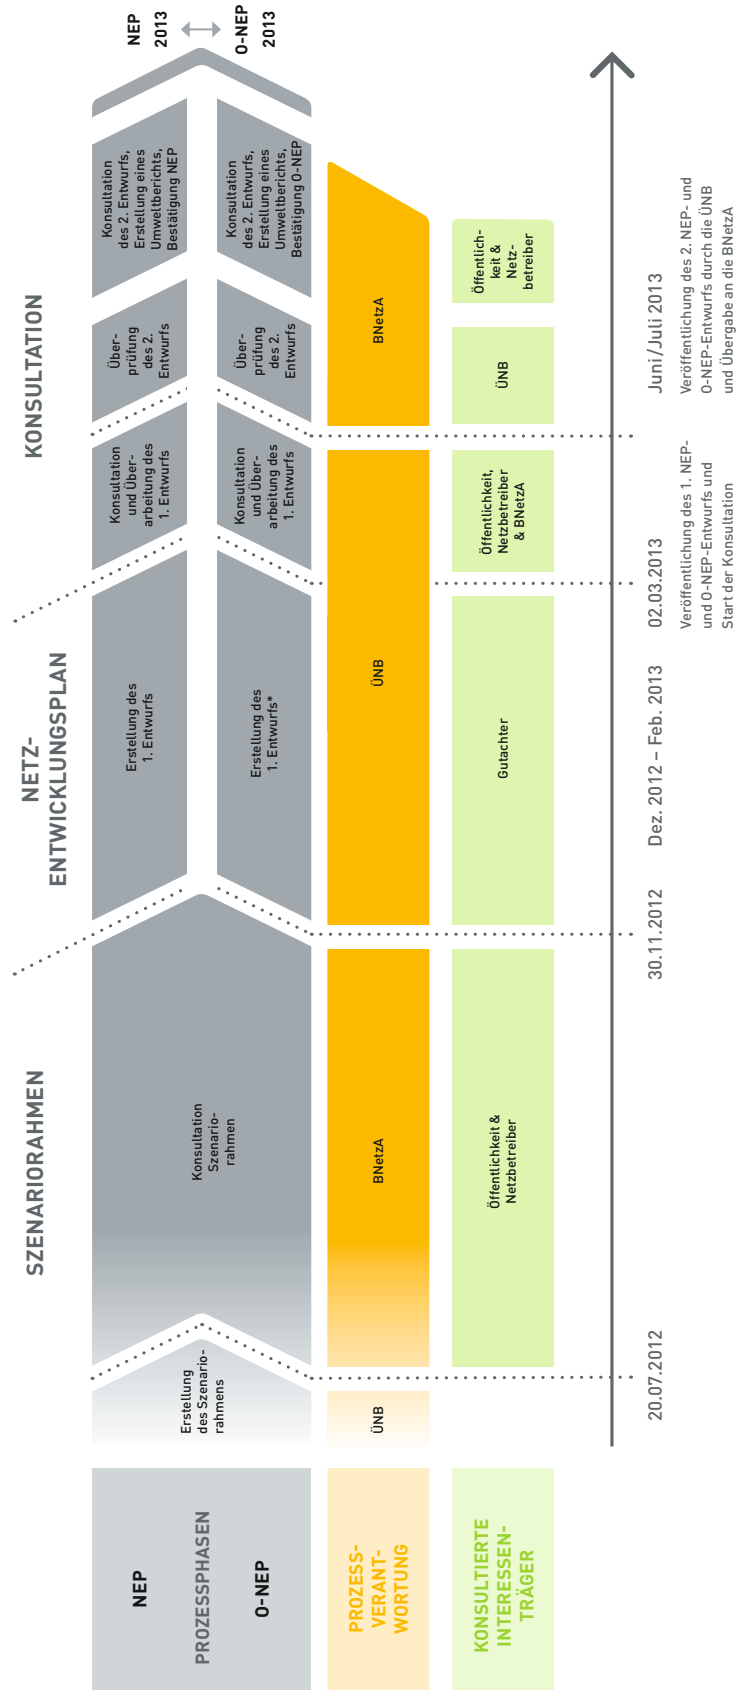 SZENARIORAHMEN
NETZ-
ENTWICKLUNGSPLAN
KONSULTATION
NEP
PROZESSPHASEN
O-NEP
Erstellung
des Szenario-
rahmens
Konsultation
Szenario-
rahmen
Erstellung des
1. Entwurfs
Konsultation
und Über-
arbeitung des
1. Entwurfs
Über-
prüfung
des 2.
Entwurfs
Konsultation
des 2. Entwurfs,
Erstellung eines
Umweltberichts,
Bestätigung NEP
NEP
2013
Erstellung des
1. Entwurfs*
Konsultation
und Über-
arbeitung des
1. Entwurfs
Über-
prüfung
des 2.
Entwurfs
Konsultation
des 2. Entwurfs,
Erstellung eines
Umweltberichts,
Bestätigung O-NEP
O-NEP
2013
PROZESS-
VERANT-
WORTUNG
ÜNB
BNetzA
ÜNB
BNetzA
KONSULTIERTE
INTERESSEN-
TRÄGER
Öffentlichkeit &
Netzbetreiber
Gutachter
Öffentlichkeit,
Netzbetreiber
& BNetzA
ÜNB
Öffentlich-
keit &
Netz-
betreiber
20.07.2012
30.11.2012
Dez. 2012 – Feb. 2013
02.03.2013
Veröffentlichung des 1. NEP-
und O-NEP-Entwurfs und
Start der Konsultation
Juni/Juli 2013
Veröffentlichung des 2. NEP- und
O-NEP-Entwurfs durch die ÜNB
und Übergabe an die BNetzA